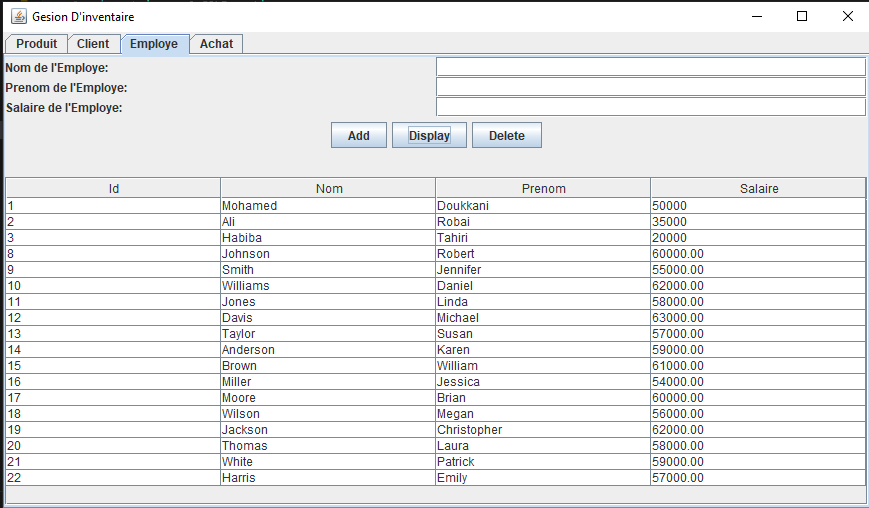 Gesion D'inventaire
Produit Client Employe Achat
Nom de l'Employe:
Prenom de l'Employe:
Salaire de l'Employe:
Add Display Delete
Id Nom Prenom Salaire
1 Mohamed Doukkani 50000
2 Ali Robai 35000
3 Habiba Tahiri 20000
8 Johnson Robert 60000.00
9 Smith Jennifer 55000.00
10 Williams Daniel 62000.00
11 Jones Linda 58000.00
12 Davis Michael 63000.00
13 Taylor Susan 57000.00
14 Anderson Karen 59000.00
15 Brown William 61000.00
16 Miller Jessica 54000.00
17 Moore Brian 60000.00
18 Wilson Megan 56000.00
19 Jackson Christopher 62000.00
20 Thomas Laura 58000.00
21 White Patrick 59000.00
22 Harris Emily 57000.00